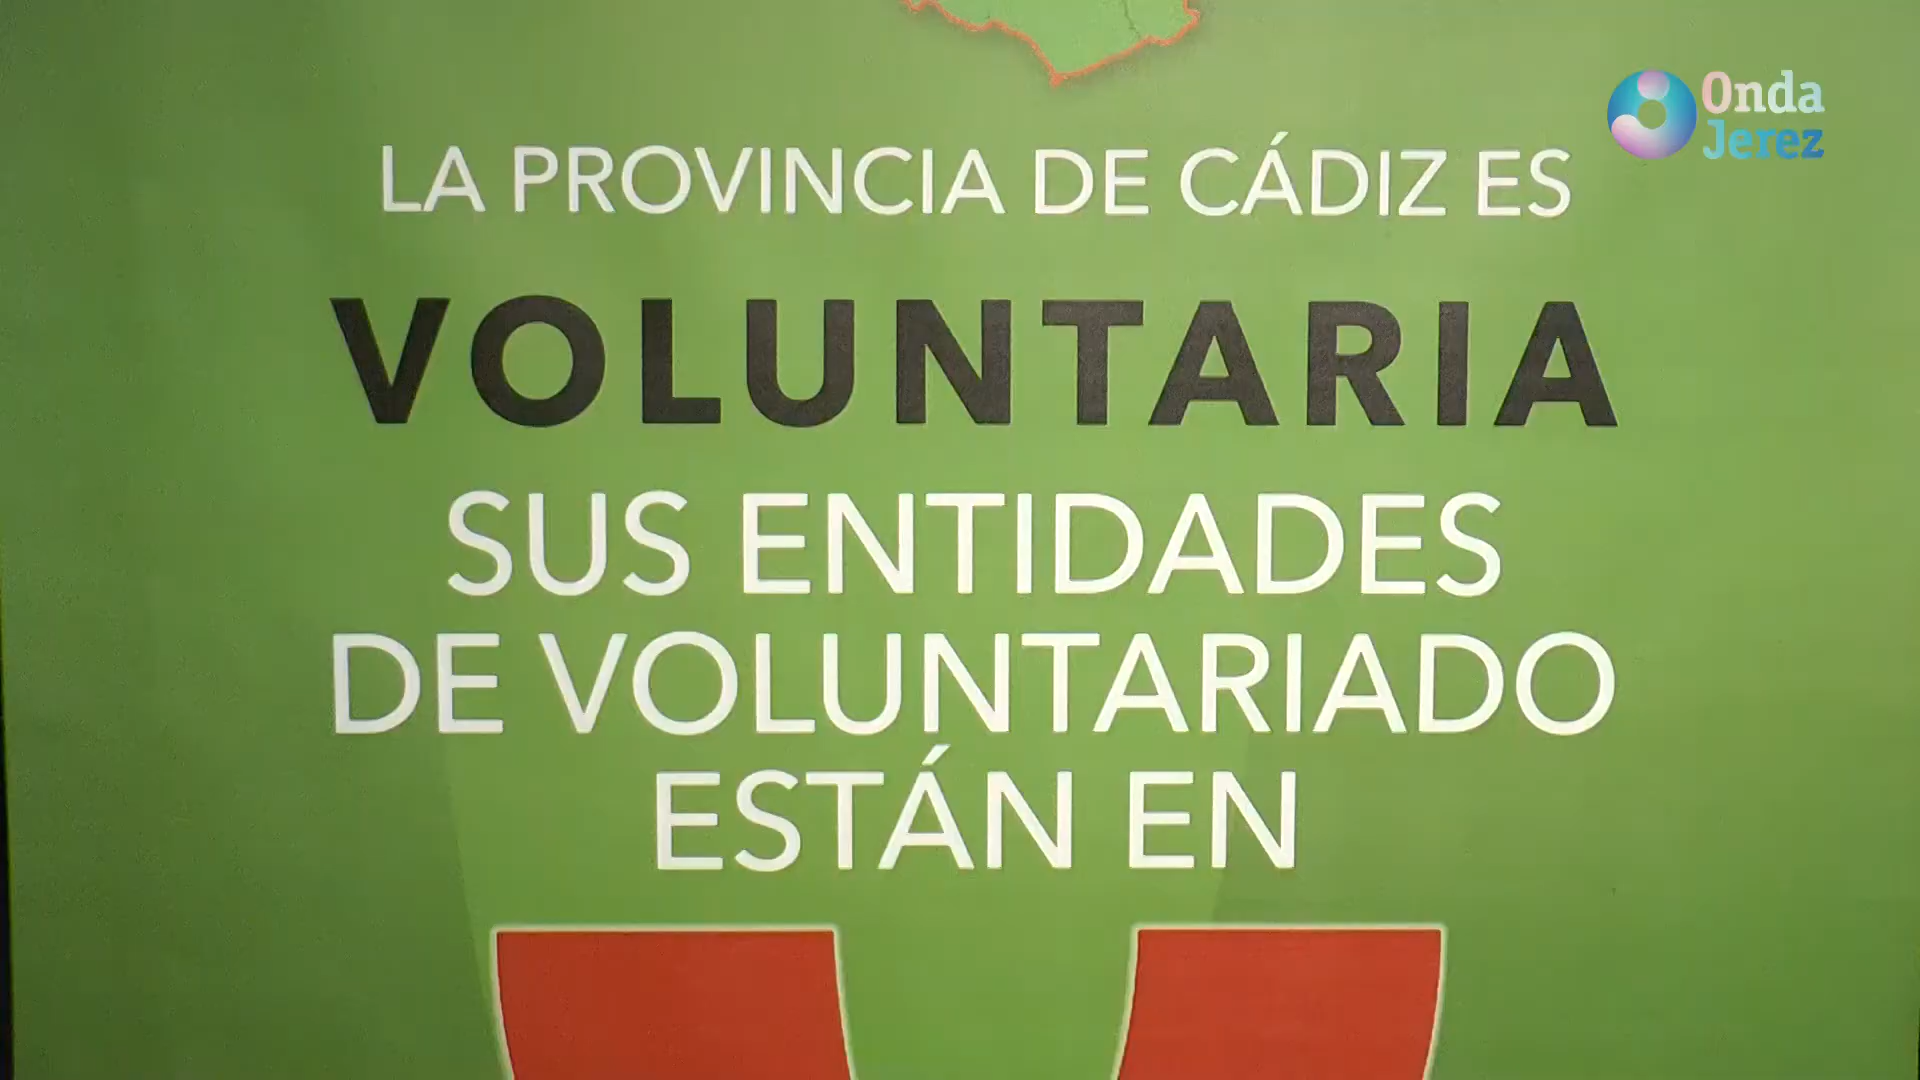 Onda
Jerez
LA PROVINCIA DE CÁDIZ ES
VOLUNTARIA
SUS ENTIDADES
DE VOLUNTARIADO
ESTÁN EN